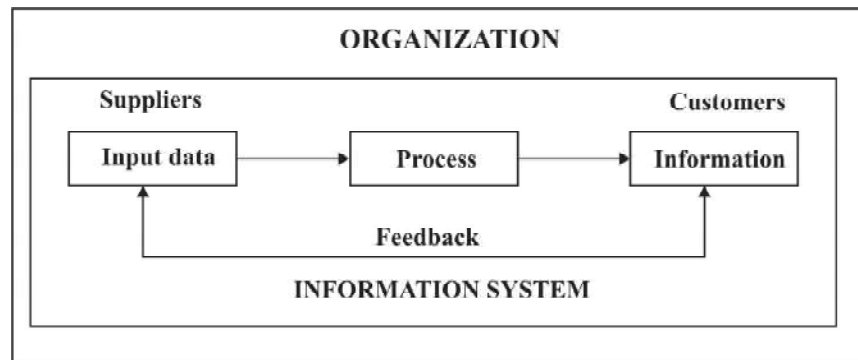 ORGANIZATION
Suppliers
Customers
Input data
Process
Information
Feedback
INFORMATION SYSTEM